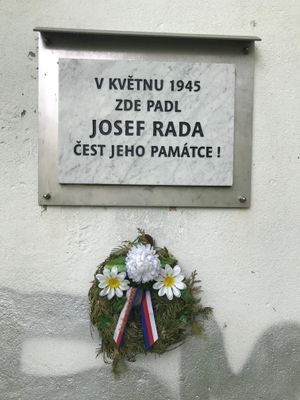 V KVĚTNU 1945
ZDE PADL
JOSEF RADA
ČEST JEHO PAMÁTCE !